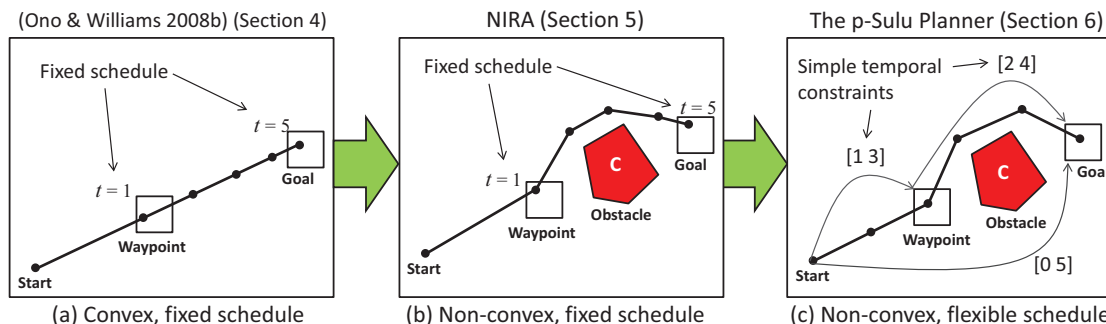 (Ono & Williams 2008b) (Section 4)
Fixed schedule
t = 5
Goal
t = 1
Waypoint
Start
(a) Convex, fixed schedule
NIRA (Section 5)
Fixed schedule
t = 5
Goal
C
t = 1
Obstacle
Waypoint
Start
(b) Non-convex, fixed schedule
The p-Sulu Planner (Section 6)
Simple temporal
constraints
[2 4]
[1 3]
Goal
C
Obstacle
Waypoint
Start
[0 5]
(c) Non-convex, flexible schedule